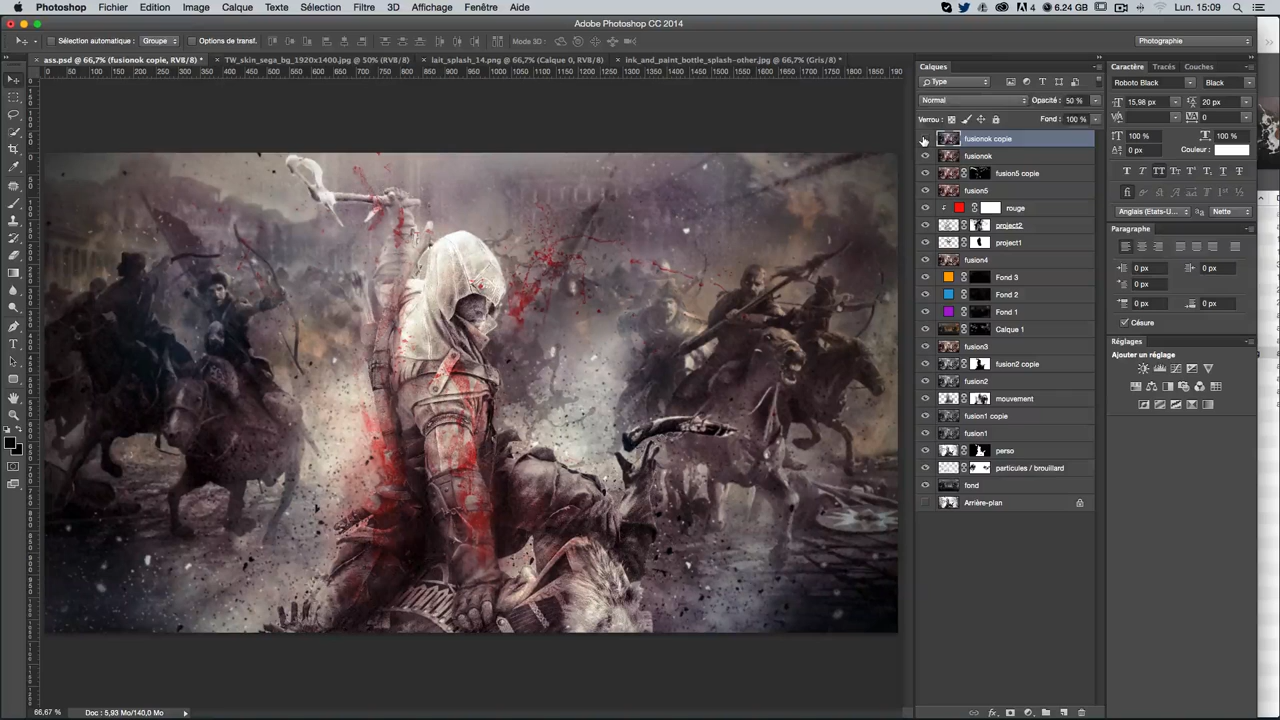 Photoshop Fichier Edition Image Calque Texte Sélection Filtre 3D Affichage Fenêtre Aide 4 6.24 GB Lun. 15:09
Adobe Photoshop CC 2014
Sélection automatique : Groupe Options de transf. Mode 3D : Photographie
ass.psd @ 66,7% (fusionok copie, RVB/8) * TW_skin_sega_bg_1920x1400.jpg @ 50% (RVB/8) lait_splash_14.png @ 66,7% (Calque 0, RVB/8) * ink_and_paint_bottle_splash-other.jpg @ 66,7% (Gris/8) *
Calques
Type
Normal Opacité : 50 %
Verrou : Fond : 100 %
fusionok copie
fusionok
fusion5 copie
fusion5
rouge
project2
project1
fusion4
Fond 3
Fond 2
Fond 1
Calque 1
fusion3
fusion2 copie
fusion2
mouvement
fusion1 copie
fusion1
perso
particules / brouillard
fond
Arrière-plan
Caractère Tracés Couches
Roboto Black Black
15,98 px 20 px
0
100 % 100 %
0 px Couleur :
Anglais (Etats-U... Nette
Paragraphe
0 px 0 px
0 px
0 px 0 px
Césure
Réglages
Ajouter un réglage
66,67 % Doc : 5,93 Mo/140,0 Mo